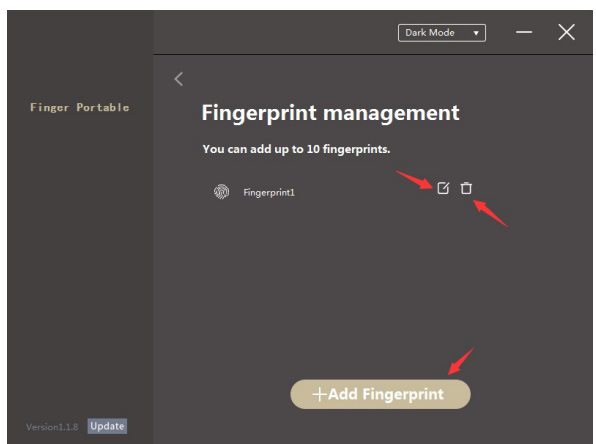 Dark Mode
Finger Portable
Fingerprint management
You can add up to 10 fingerprints.
Fingerprint1
+Add Fingerprint
Version1.1.8 Update